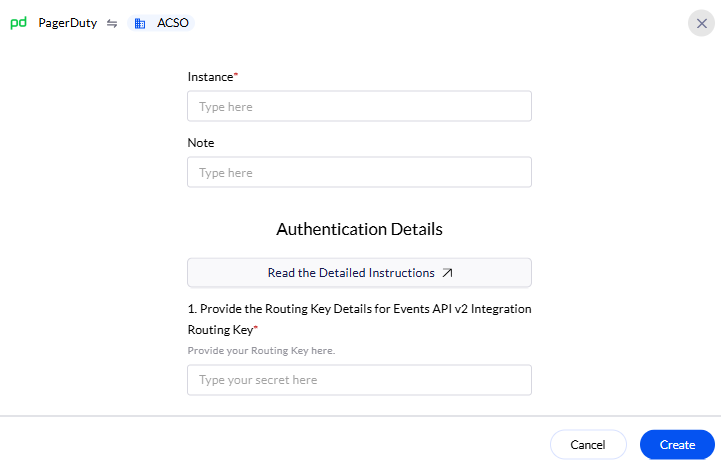 pd PagerDuty ACSO
Instance*
Type here
Note
Type here
Authentication Details
Read the Detailed Instructions
1. Provide the Routing Key Details for Events API v2 Integration
Routing Key*
Provide your Routing Key here.
Type your secret here
Cancel Create